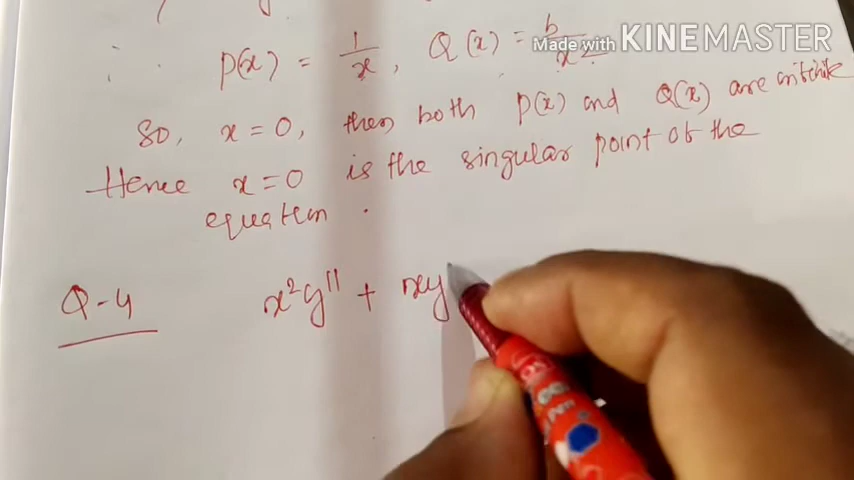 ∴ P(x) = 1/x, Q(x) = b/x²
Made with KINEMASTER
So, x = 0, then both P(x) and Q(x) are infinite
Hence x = 0 is the singular point of the
equation.
Q-4 x²y'' + xy